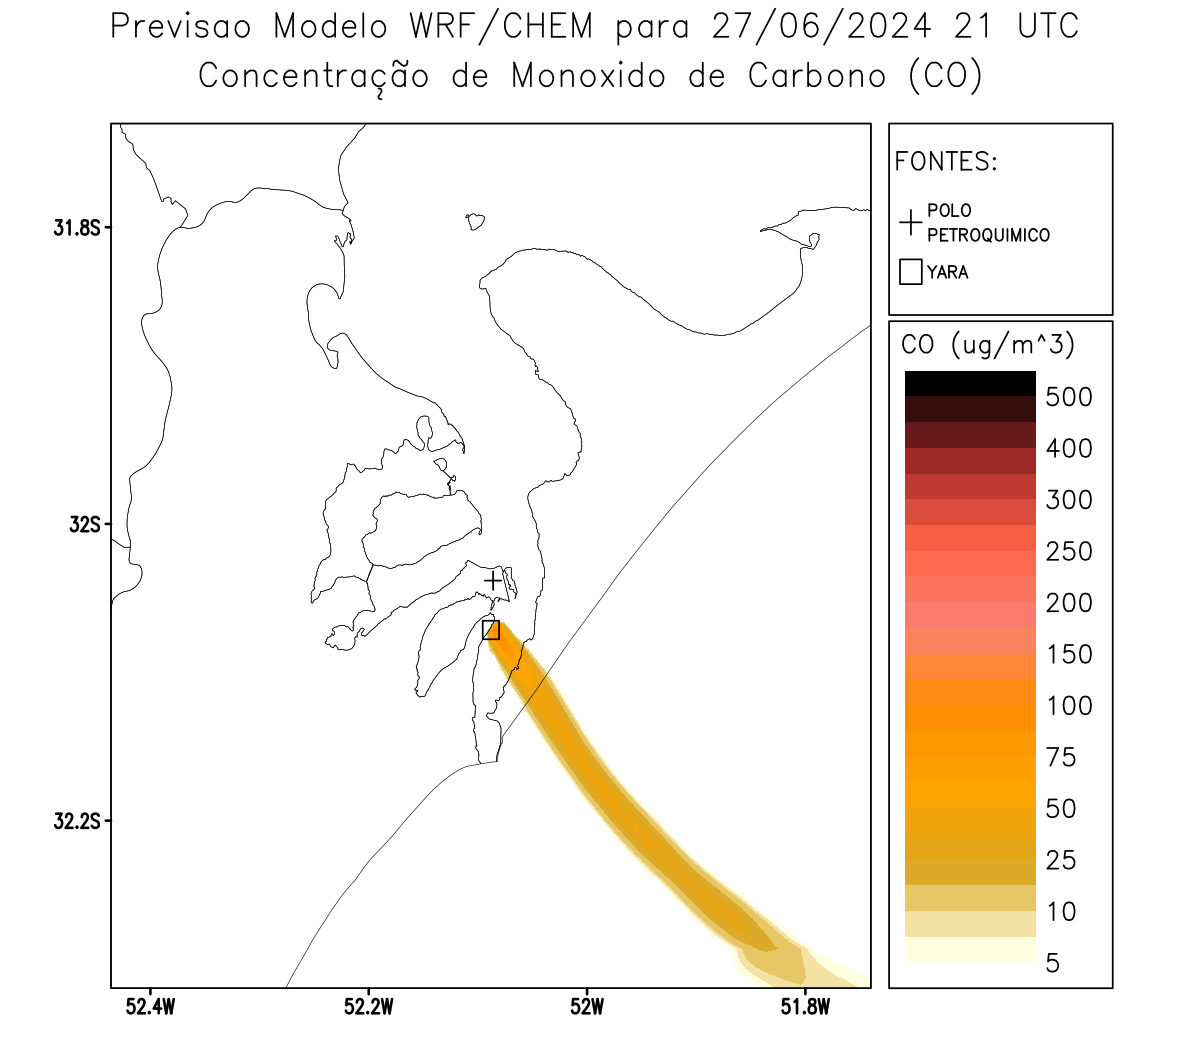 Previsao Modelo WRF/CHEM para 27/06/2024 21 UTC
Concentração de Monoxido de Carbono (CO)
FONTES:
POLO
PETROQUIMICO
YARA
CO (ug/m^3)
500
400
300
250
200
150
100
75
50
25
10
5
31.8S
32S
32.2S
52.4W
52.2W
52W
51.8W